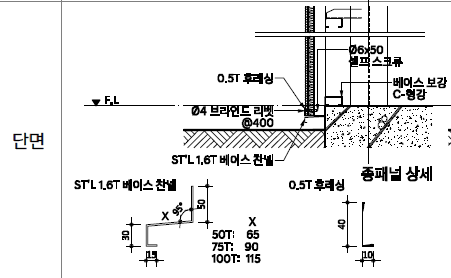 Ø6x50
셀프 스크류
0.5T 후레싱
베이스 보강
C-형강
F.L
Ø4 브라인드 리벳
@400
단면
ST'L 1.6T 베이스 찬넬
종패널 상세
ST'L 1.6T 베이스 찬넬
0.5T 후레싱
50
95°
X
X
30
50T: 65
75T: 90
100T: 115
40
15
10